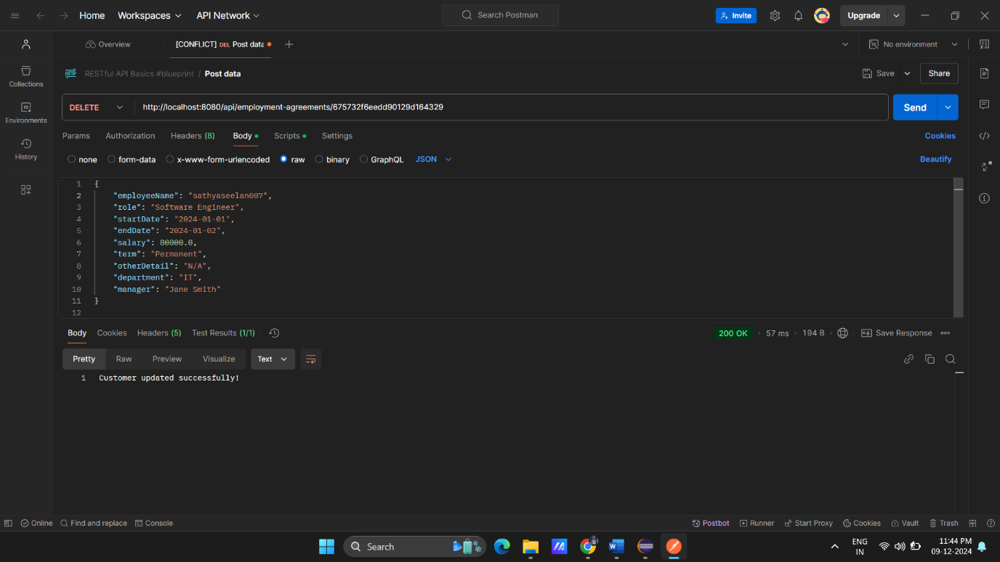 Home Workspaces API Network Search Postman Invite Upgrade
Overview [CONFLICT] DEL Post data No environment
HTTP RESTful API Basics #blueprint / Post data Save Share
Collections
DELETE http://localhost:8080/api/employment-agreements/675732f6eedd90129d164329 Send
Environments
Params Authorization Headers (8) Body Scripts Settings Cookies
History
none form-data x-www-form-urlencoded raw binary GraphQL JSON Beautify
1 {
2 "employeeName": "sathyaseelan007",
3 "role": "Software Engineer",
4 "startDate": "2024-01-01",
5 "endDate": "2024-01-02",
6 "salary": 80000.0,
7 "term": "Permanent",
8 "otherDetail": "N/A",
9 "department": "IT",
10 "manager": "Jane Smith"
11 }
12
Body Cookies Headers (5) Test Results (1/1) 200 OK • 57 ms • 194 B • e.g. Save Response
Pretty Raw Preview Visualize Text
1 Customer updated successfully!
Online Find and replace Console Postbot Runner Start Proxy Cookies Vault Trash
Search ENG 11:44 PM
IN 09-12-2024